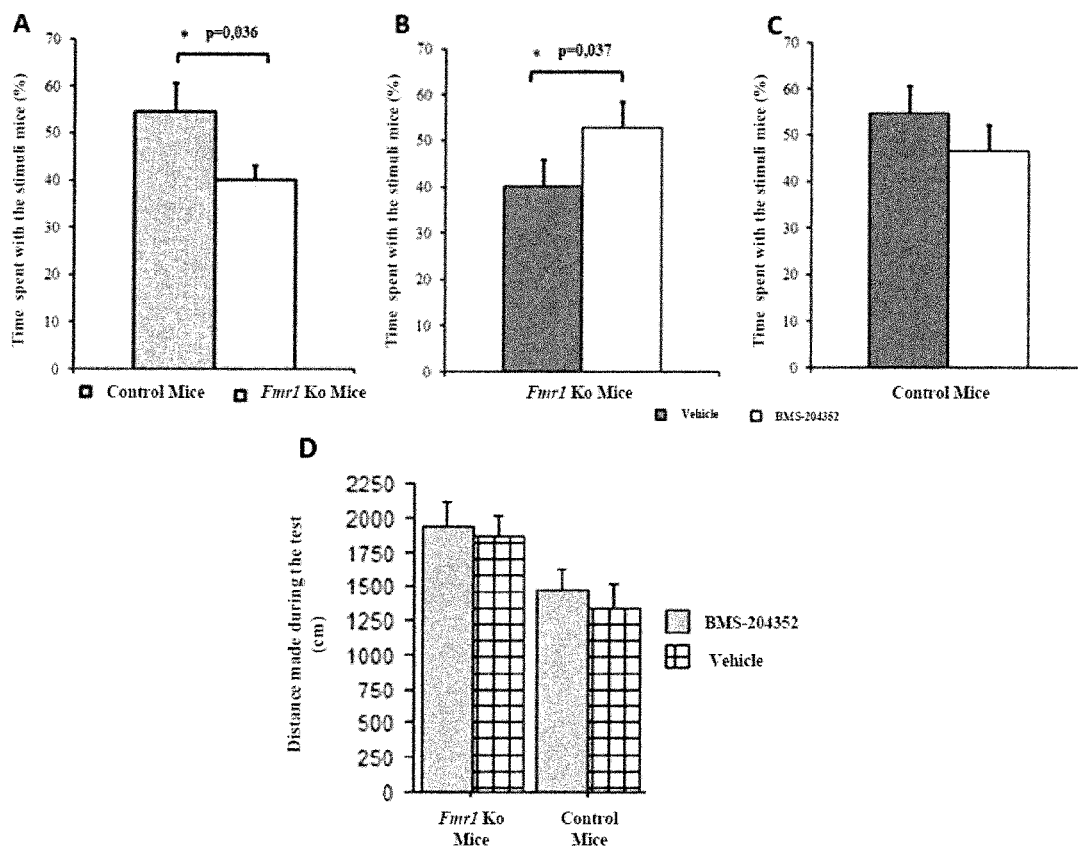 A
* p=0,036
Time spent with the stimuli mice (%)
70
60
50
40
30
20
10
0
Control Mice
Fmr1 Ko Mice
B
* p=0,037
Time spent with the stimuli mice (%)
70
60
50
40
30
20
10
0
Fmr1 Ko Mice
C
Time spent with the stimuli mice (%)
70
60
50
40
30
20
10
0
Control Mice
Vehicle
BMS-204352
D
Distance made during the test
(cm)
2250
2000
1750
1500
1250
1000
750
500
250
0
Fmr1 Ko
Mice
Control
Mice
BMS-204352
Vehicle